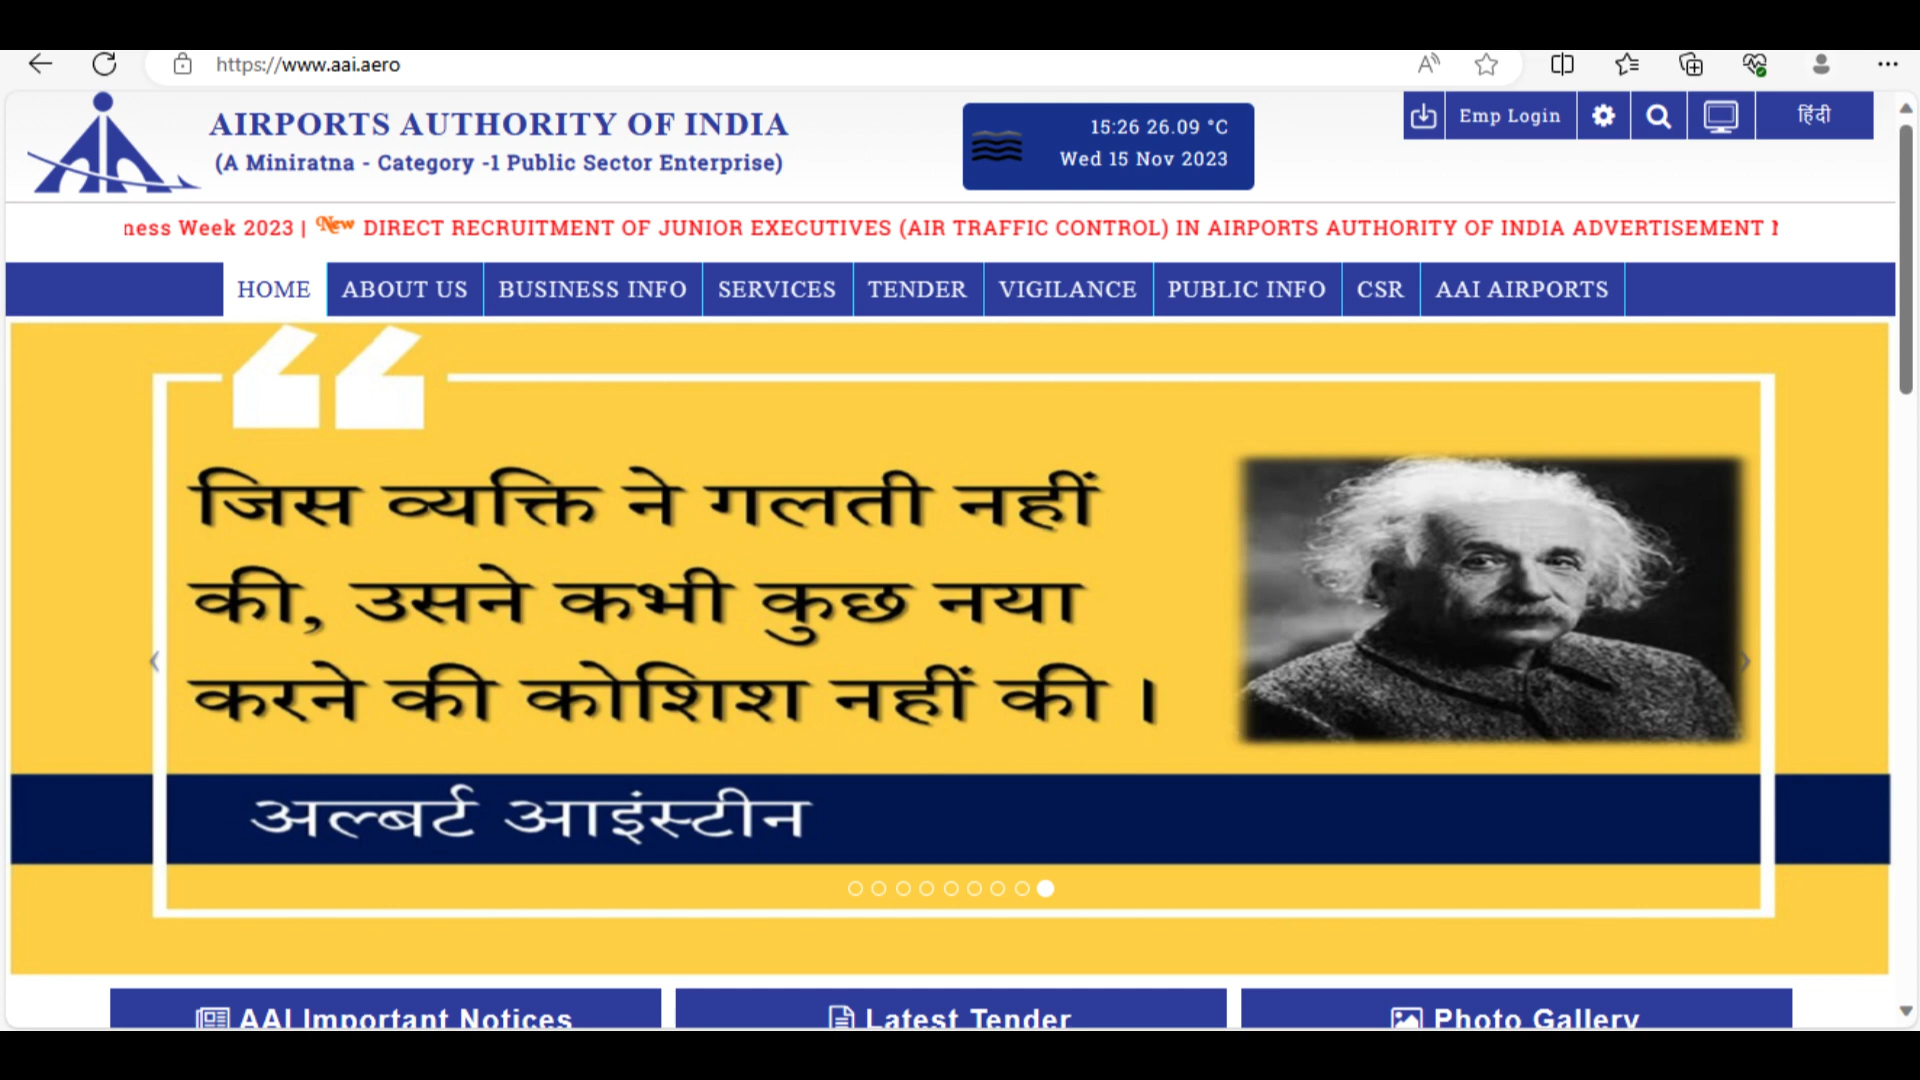 https://www.aai.aero
AIRPORTS AUTHORITY OF INDIA
(A Miniratna - Category -1 Public Sector Enterprise)
15:26 26.09 °C
Wed 15 Nov 2023
Emp Login
हिंदी
ness Week 2023 | New DIRECT RECRUITMENT OF JUNIOR EXECUTIVES (AIR TRAFFIC CONTROL) IN AIRPORTS AUTHORITY OF INDIA ADVERTISEMENT
HOME ABOUT US BUSINESS INFO SERVICES TENDER VIGILANCE PUBLIC INFO CSR AAI AIRPORTS
जिस व्यक्ति ने गलती नहीं
की, उसने कभी कुछ नया
करने की कोशिश नहीं की ।
अल्बर्ट आइंस्टीन
AAI Important Notices
Latest Tender
Photo Gallery